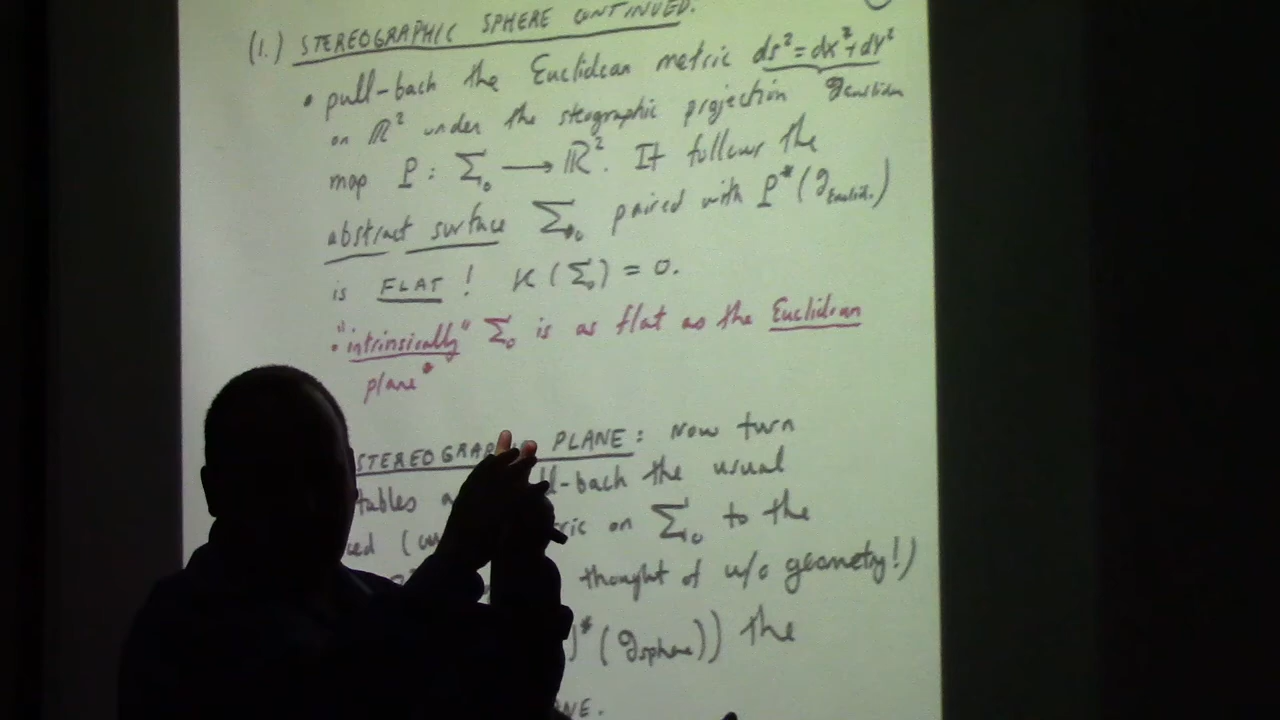 (1.) STEREOGRAPHIC SPHERE CONTINUED.
• pull-back the Euclidean metric ds² = dx² + dy²
on ℝ² under the steographic projection g_Euclidean
map P : Σ₀ → ℝ². It follows the
abstract surface Σ₀ paired with P*(g_Euclid.)
is FLAT! K(Σ₀) = 0.
• "intrinsically" Σ₀ is as flat as the Euclidean
plane*
STEREOGRAPHIC PLANE: Now turn
tables pull-back the usual
on Σ₀ to the
thought of w/o geometry!)
)*(g_sphere)) the